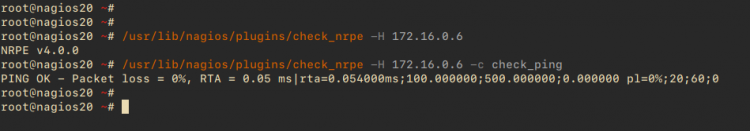 root@nagios20 ~#
root@nagios20 ~#
root@nagios20 ~# /usr/lib/nagios/plugins/check_nrpe -H 172.16.0.6
NRPE v4.0.0
root@nagios20 ~# /usr/lib/nagios/plugins/check_nrpe -H 172.16.0.6 -c check_ping
PING OK - Packet loss = 0%, RTA = 0.05 ms|rta=0.054000ms;100.000000;500.000000;0.000000 pl=0%;20;60;0
root@nagios20 ~#
root@nagios20 ~#